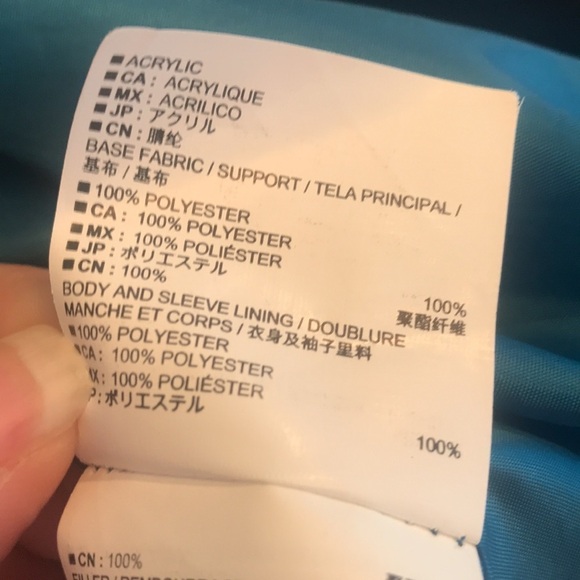 ■ ACRYLIC
■ CA : ACRYLIQUE
■ MX : ACRILICO
■ JP : アクリル
■ CN : 腈纶
BASE FABRIC / SUPPORT / TELA PRINCIPAL /
基布 / 基布
■ 100% POLYESTER
■ CA : 100% POLYESTER
■ MX : 100% POLIÉSTER
■ JP : ポリエステル 100%
■ CN : 100% 聚酯纤维
BODY AND SLEEVE LINING / DOUBLURE
MANCHE ET CORPS / 衣身及袖子里料
■100% POLYESTER
CA : 100% POLYESTER
X : 100% POLIÉSTER
P : ポリエステル 100%
■ CN : 100%